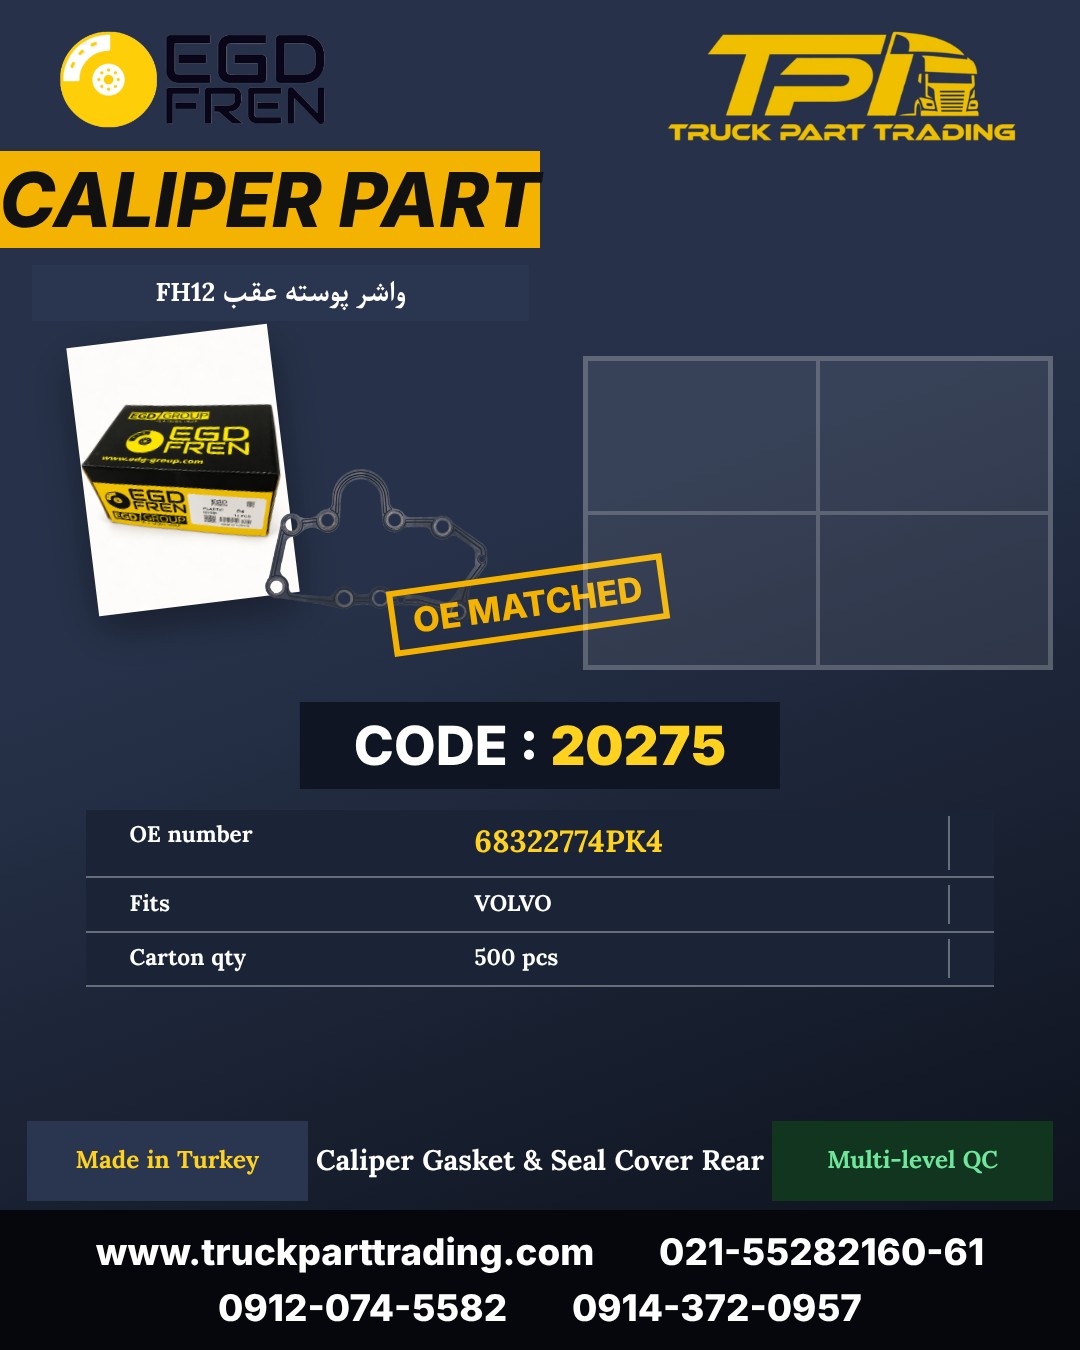 EGD
FREN
TPI
TRUCK PART TRADING
CALIPER PART
واشر پوسته عقب FH12
EGD GROUP
EGD
FREN
www.edg-group.com
EGD
FREN
EGD GROUP
EGD
OE MATCHED
CODE : 20275
OE number 68322774PK4
Fits VOLVO
Carton qty 500 pcs
Made in Turkey
Caliper Gasket & Seal Cover Rear
Multi-level QC
www.truckparttrading.com 021-55282160-61
0912-074-5582 0914-372-0957